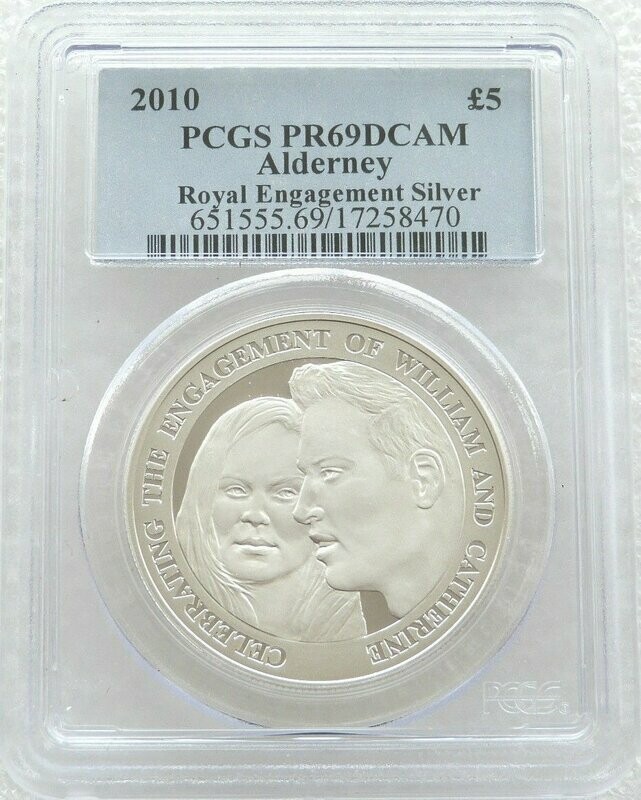 2010 £5
PCGS PR69DCAM
Alderney
Royal Engagement Silver
651555.69/17258470
CELEBRATING THE ENGAGEMENT OF WILLIAM AND CATHERINE
PCGS